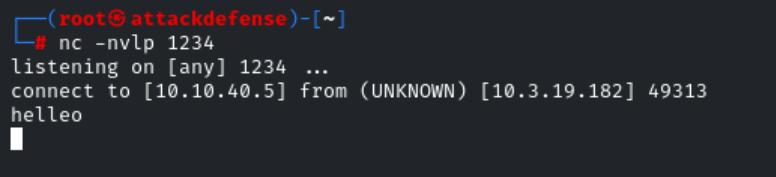 ┌──(root㉿attackdefense)-[~]
└─# nc -nvlp 1234
listening on [any] 1234 ...
connect to [10.10.40.5] from (UNKNOWN) [10.3.19.182] 49313
helleo